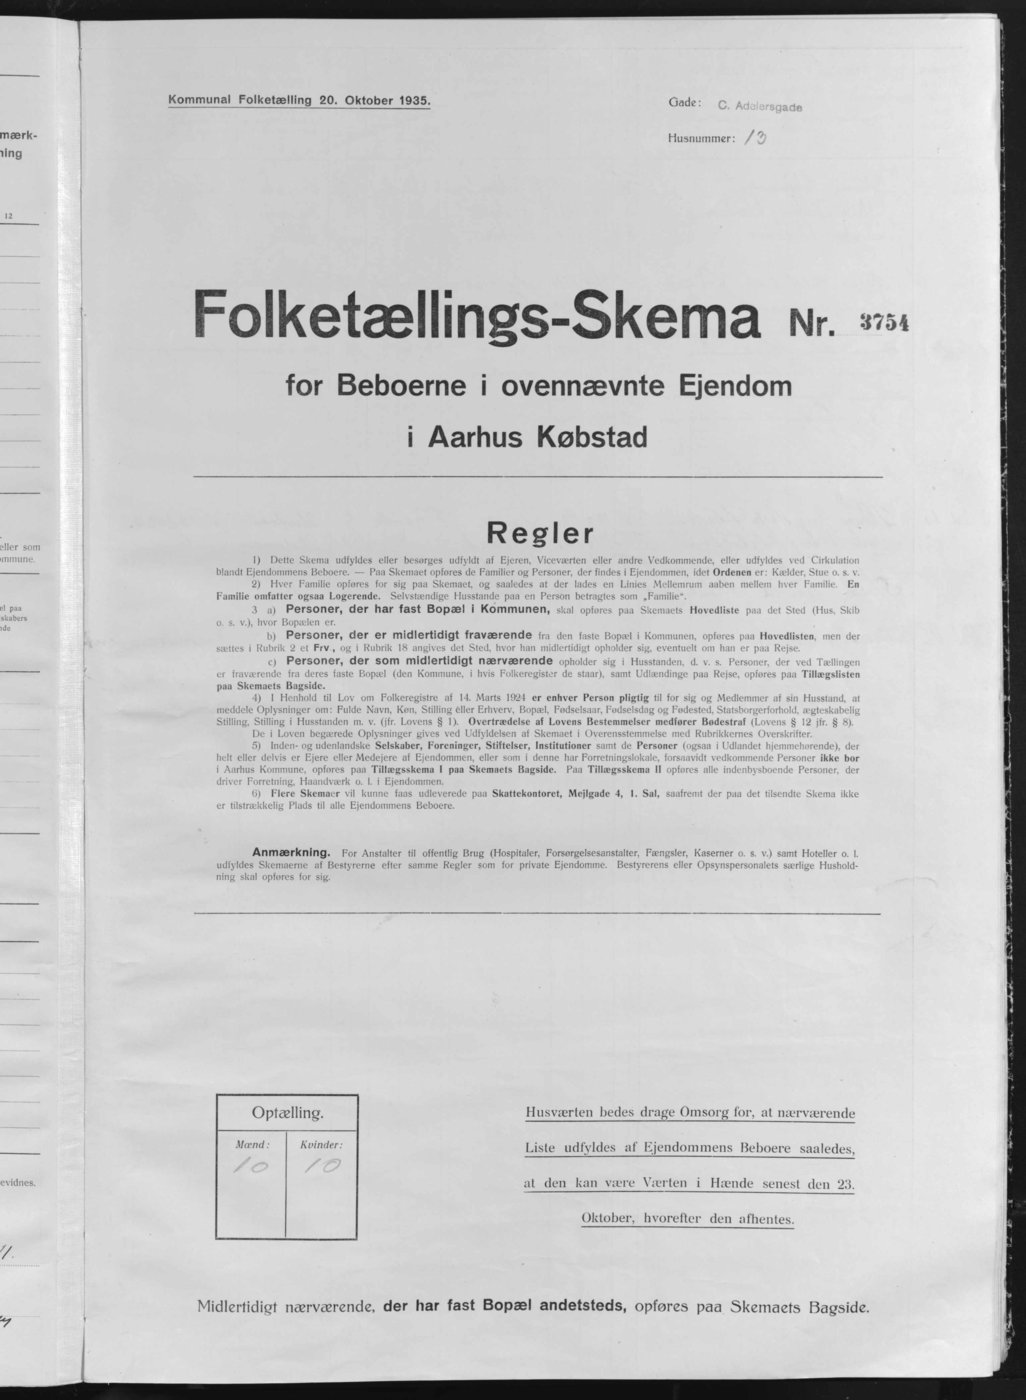 Kommunal Folketælling 20. Oktober 1935.
Gade: C. Adelersgade
Husnummer: 13
Folketællings-Skema Nr. 3754
for Beboerne i ovennævnte Ejendom
i Aarhus Købstad
Regler
1) Dette Skema udfyldes eller besørges udfyldt af Ejeren, Viceværten eller andre Vedkommende, eller udfyldes ved Cirkulation
blandt Ejendommens Beboere. — Paa Skemaet opføres de Familier og Personer, der findes i Ejendommen, idet Ordenen er: Kælder, Stue o. s. v.
2) Hver Familie opføres for sig paa Skemaet, og saaledes at der lades en Linies Mellemrum aaben mellem hver Familie. En
Familie omfatter ogsaa Logerende. Selvstændige Husstande paa en Person betragtes som „Familie“.
3 a) Personer, der har fast Bopæl i Kommunen, skal opføres paa Skemaets Hovedliste paa det Sted (Hus, Skib
o. s. v.), hvor Bopælen er.
b) Personer, der er midlertidigt fraværende fra den faste Bopæl i Kommunen, opføres paa Hovedlisten, men der
sættes i Rubrik 2 et Frv., og i Rubrik 18 angives det Sted, hvor han midlertidigt opholder sig, eventuelt om han er paa Rejse.
c) Personer, der som midlertidigt nærværende opholder sig i Husstanden, d. v. s. Personer, der ved Tællingen
er fraværende fra deres faste Bopæl (den Kommune, i hvis Folkeregister de staar), samt Udlændinge paa Rejse, opføres paa Tillægslisten
paa Skemaets Bagside.
4) I Henhold til Lov om Folkeregistre af 14. Marts 1924 er enhver Person pligtig til for sig og Medlemmer af sin Husstand, at
meddele Oplysninger om: Fulde Navn, Køn, Stilling eller Erhverv, Bopæl, Fødselsaar, Fødselsdag og Fødested, Statsborgerforhold, ægteskabelig
Stilling, Stilling i Husstanden m. v. (jfr. Lovens § 1). Overtrædelse af Lovens Bestemmelser medfører Bødestraf (Lovens § 12 jfr. § 8).
De i Loven begærede Oplysninger gives ved Udfyldelsen af Skemaet i Overensstemmelse med Rubrikkernes Overskrifter.
5) Inden- og udenlandske Selskaber, Foreninger, Stiftelser, Institutioner samt de Personer (ogsaa i Udlandet hjemmehørende), der
helt eller delvis er Ejere eller Medejere af Ejendommen, eller som i denne har Forretningslokale, forsaavidt vedkommende Personer ikke bor
i Aarhus Kommune, opføres paa Tillægsskema I paa Skemaets Bagside. Paa Tillægsskema II opføres alle indenbysboende Personer, der
driver Forretning, Haandværk o. l. i Ejendommen.
6) Flere Skemaer vil kunne faas udleverede paa Skattekontoret, Mejlgade 4, 1. Sal, saafremt der paa det tilsendte Skema ikke
er tilstrækkelig Plads til alle Ejendommens Beboere.
Anmærkning. For Anstalter til offentlig Brug (Hospitaler, Forsørgelsesanstalter, Fængsler, Kaserner o. s. v.) samt Hoteller o. l.
udfyldes Skemaerne af Bestyrerne efter samme Regler som for private Ejendomme. Bestyrerens eller Opsynspersonalets særlige Hushold-
ning skal opføres for sig.
Optælling.
Mænd: Kvinder:
10 10
Husværten bedes drage Omsorg for, at nærværende
Liste udfyldes af Ejendommens Beboere saaledes,
at den kan være Værten i Hænde senest den 23.
Oktober, hvorefter den afhentes.
Midlertidigt nærværende, der har fast Bopæl andetsteds, opføres paa Skemaets Bagside.
mærk-
ning
12
eller som
ommune.
el paa
skabers
nde
evidnes.